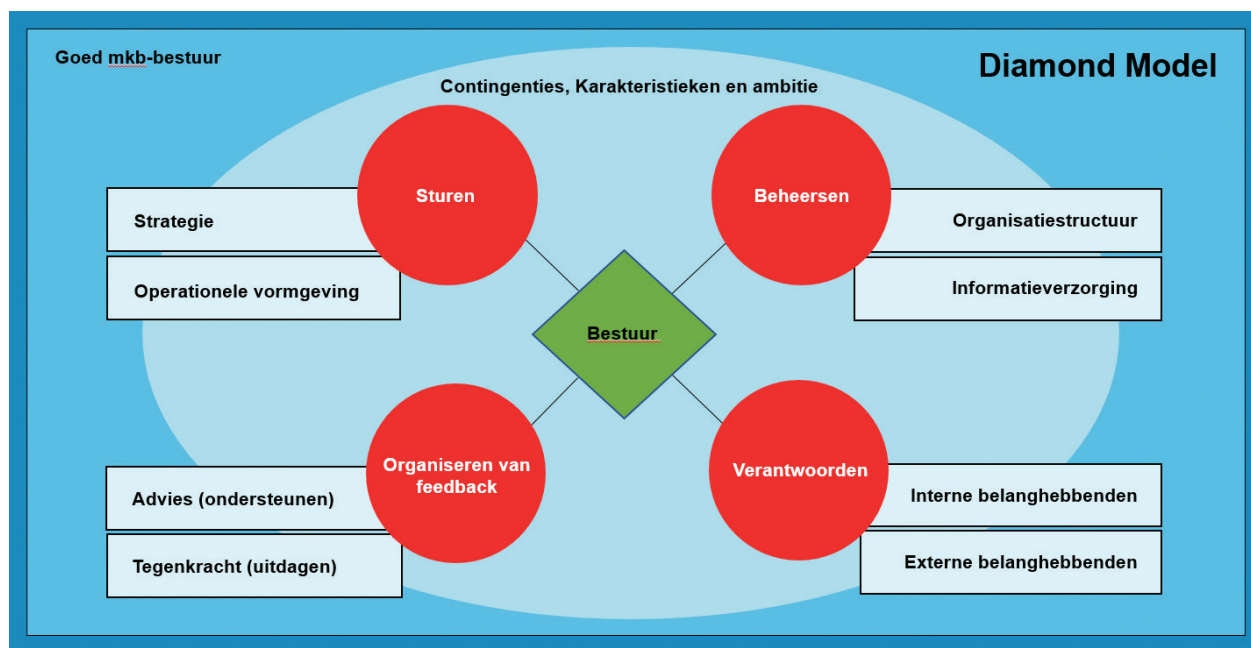 Goed mkb-bestuur
Diamond Model
Contingenties, Karakteristieken en ambitie
Sturen
Strategie
Operationele vormgeving
Beheersen
Organisatiestructuur
Informatieverzorging
Bestuur
Organiseren van
feedback
Advies (ondersteunen)
Tegenkracht (uitdagen)
Verantwoorden
Interne belanghebbenden
Externe belanghebbenden